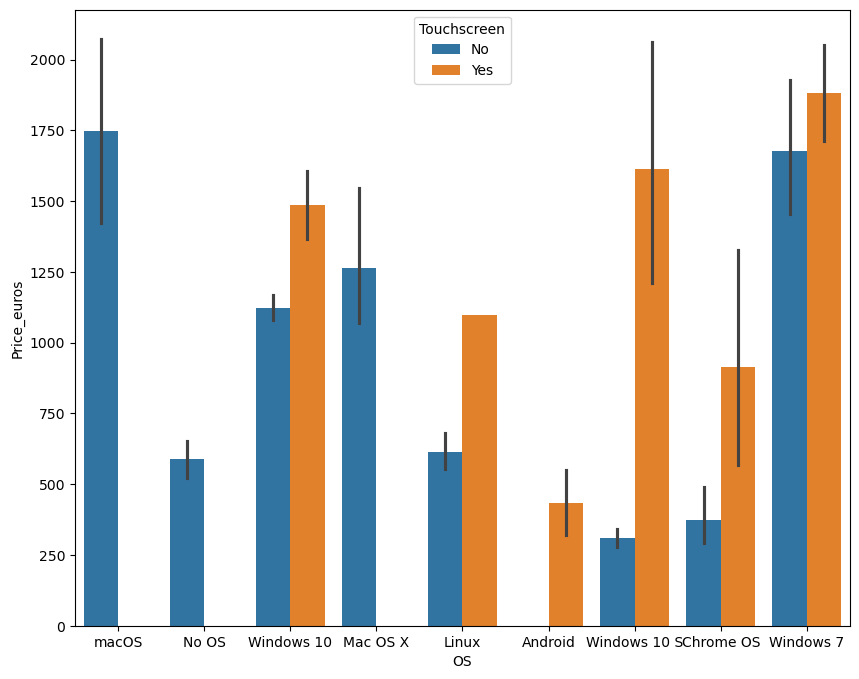 Touchscreen
No
Yes
2000
1750
1500
1250
1000
750
500
250
0
Price_euros
macOS No OS Windows 10 Mac OS X Linux Android Windows 10 S Chrome OS Windows 7
OS